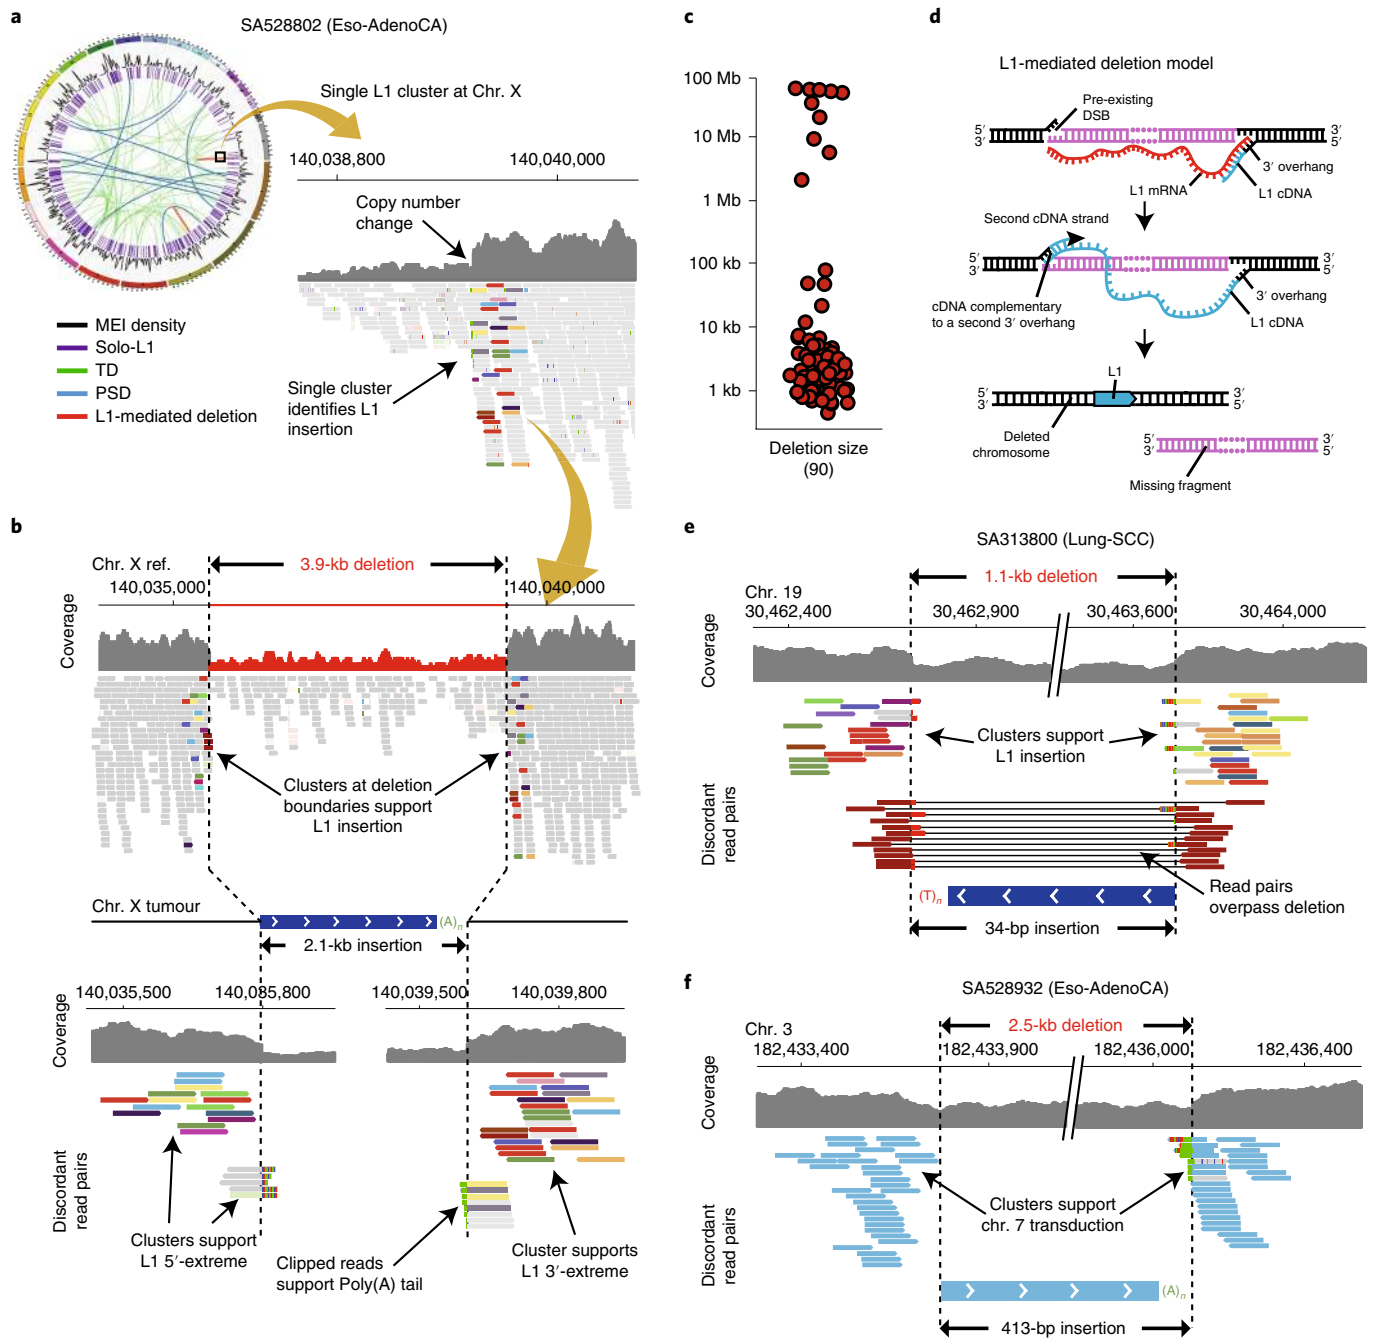 a
SA528802 (Eso-AdenoCA)
Single L1 cluster at Chr. X
140,038,800
140,040,000
Copy number
change
Single cluster
identifies L1
insertion
MEI density
Solo-L1
TD
PSD
L1-mediated deletion
b
Chr. X ref.
3.9-kb deletion
140,035,000
140,040,000
Coverage
Clusters at deletion
boundaries support
L1 insertion
Chr. X tumour
(A)n
2.1-kb insertion
140,035,500
140,035,800
140,039,500
140,039,800
Coverage
Discordant
read pairs
Clusters support
L1 5′-extreme
Clipped reads
support Poly(A) tail
Cluster supports
L1 3′-extreme
c
100 Mb
10 Mb
1 Mb
100 kb
10 kb
1 kb
Deletion size
(90)
d
L1-mediated deletion model
Pre-existing
DSB
5′
3′
3′
5′
3′ overhang
L1 mRNA
L1 cDNA
Second cDNA strand
5′
3′
3′
5′
3′ overhang
cDNA complementary
to a second 3′ overhang
L1 cDNA
L1
5′
3′
3′
5′
Deleted
chromosome
5′
3′
3′
5′
Missing fragment
e
SA313800 (Lung-SCC)
1.1-kb deletion
Chr. 19
30,462,400
30,462,900
30,463,600
30,464,000
Coverage
Clusters support
L1 insertion
Discordant
read pairs
Read pairs
overpass deletion
(T)n
34-bp insertion
f
SA528932 (Eso-AdenoCA)
Chr. 3
2.5-kb deletion
182,433,400
182,433,900
182,436,000
182,436,400
Coverage
Clusters support
chr. 7 transduction
Discordant
read pairs
(A)n
413-bp insertion